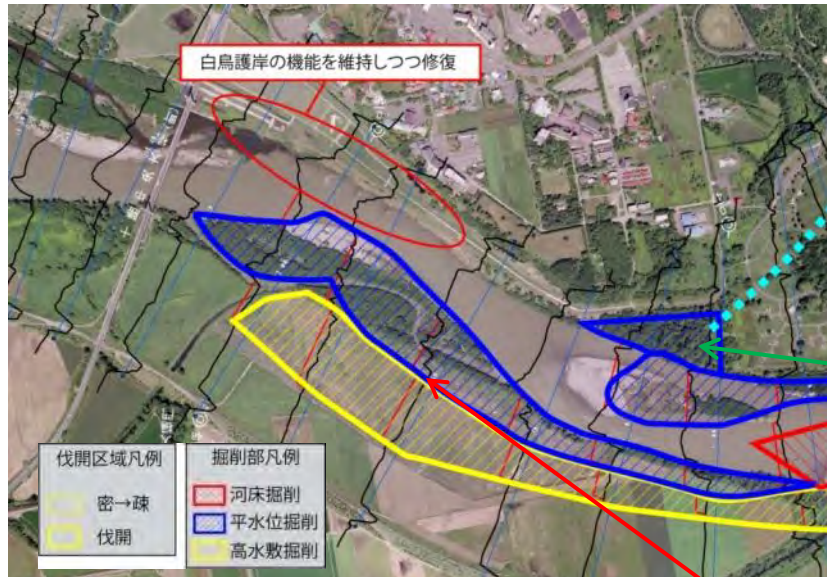 白鳥護岸の機能を維持しつつ修復
伐開区域凡例
密→疎
伐開
掘削部凡例
河床掘削
平水位掘削
高水敷掘削